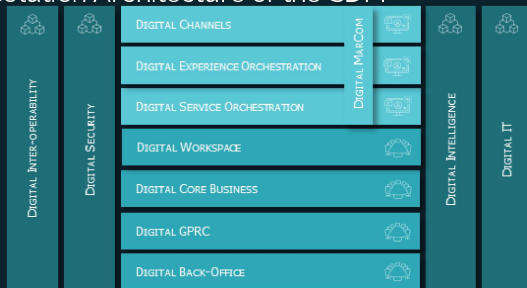 Digital Inter-operability
Digital Security
Digital Channels
Digital Experience Orchestration
Digital Service Orchestration
Digital MarCom
Digital Workspace
Digital Core Business
Digital GPRC
Digital Back-Office
Digital Intelligence
Digital IT